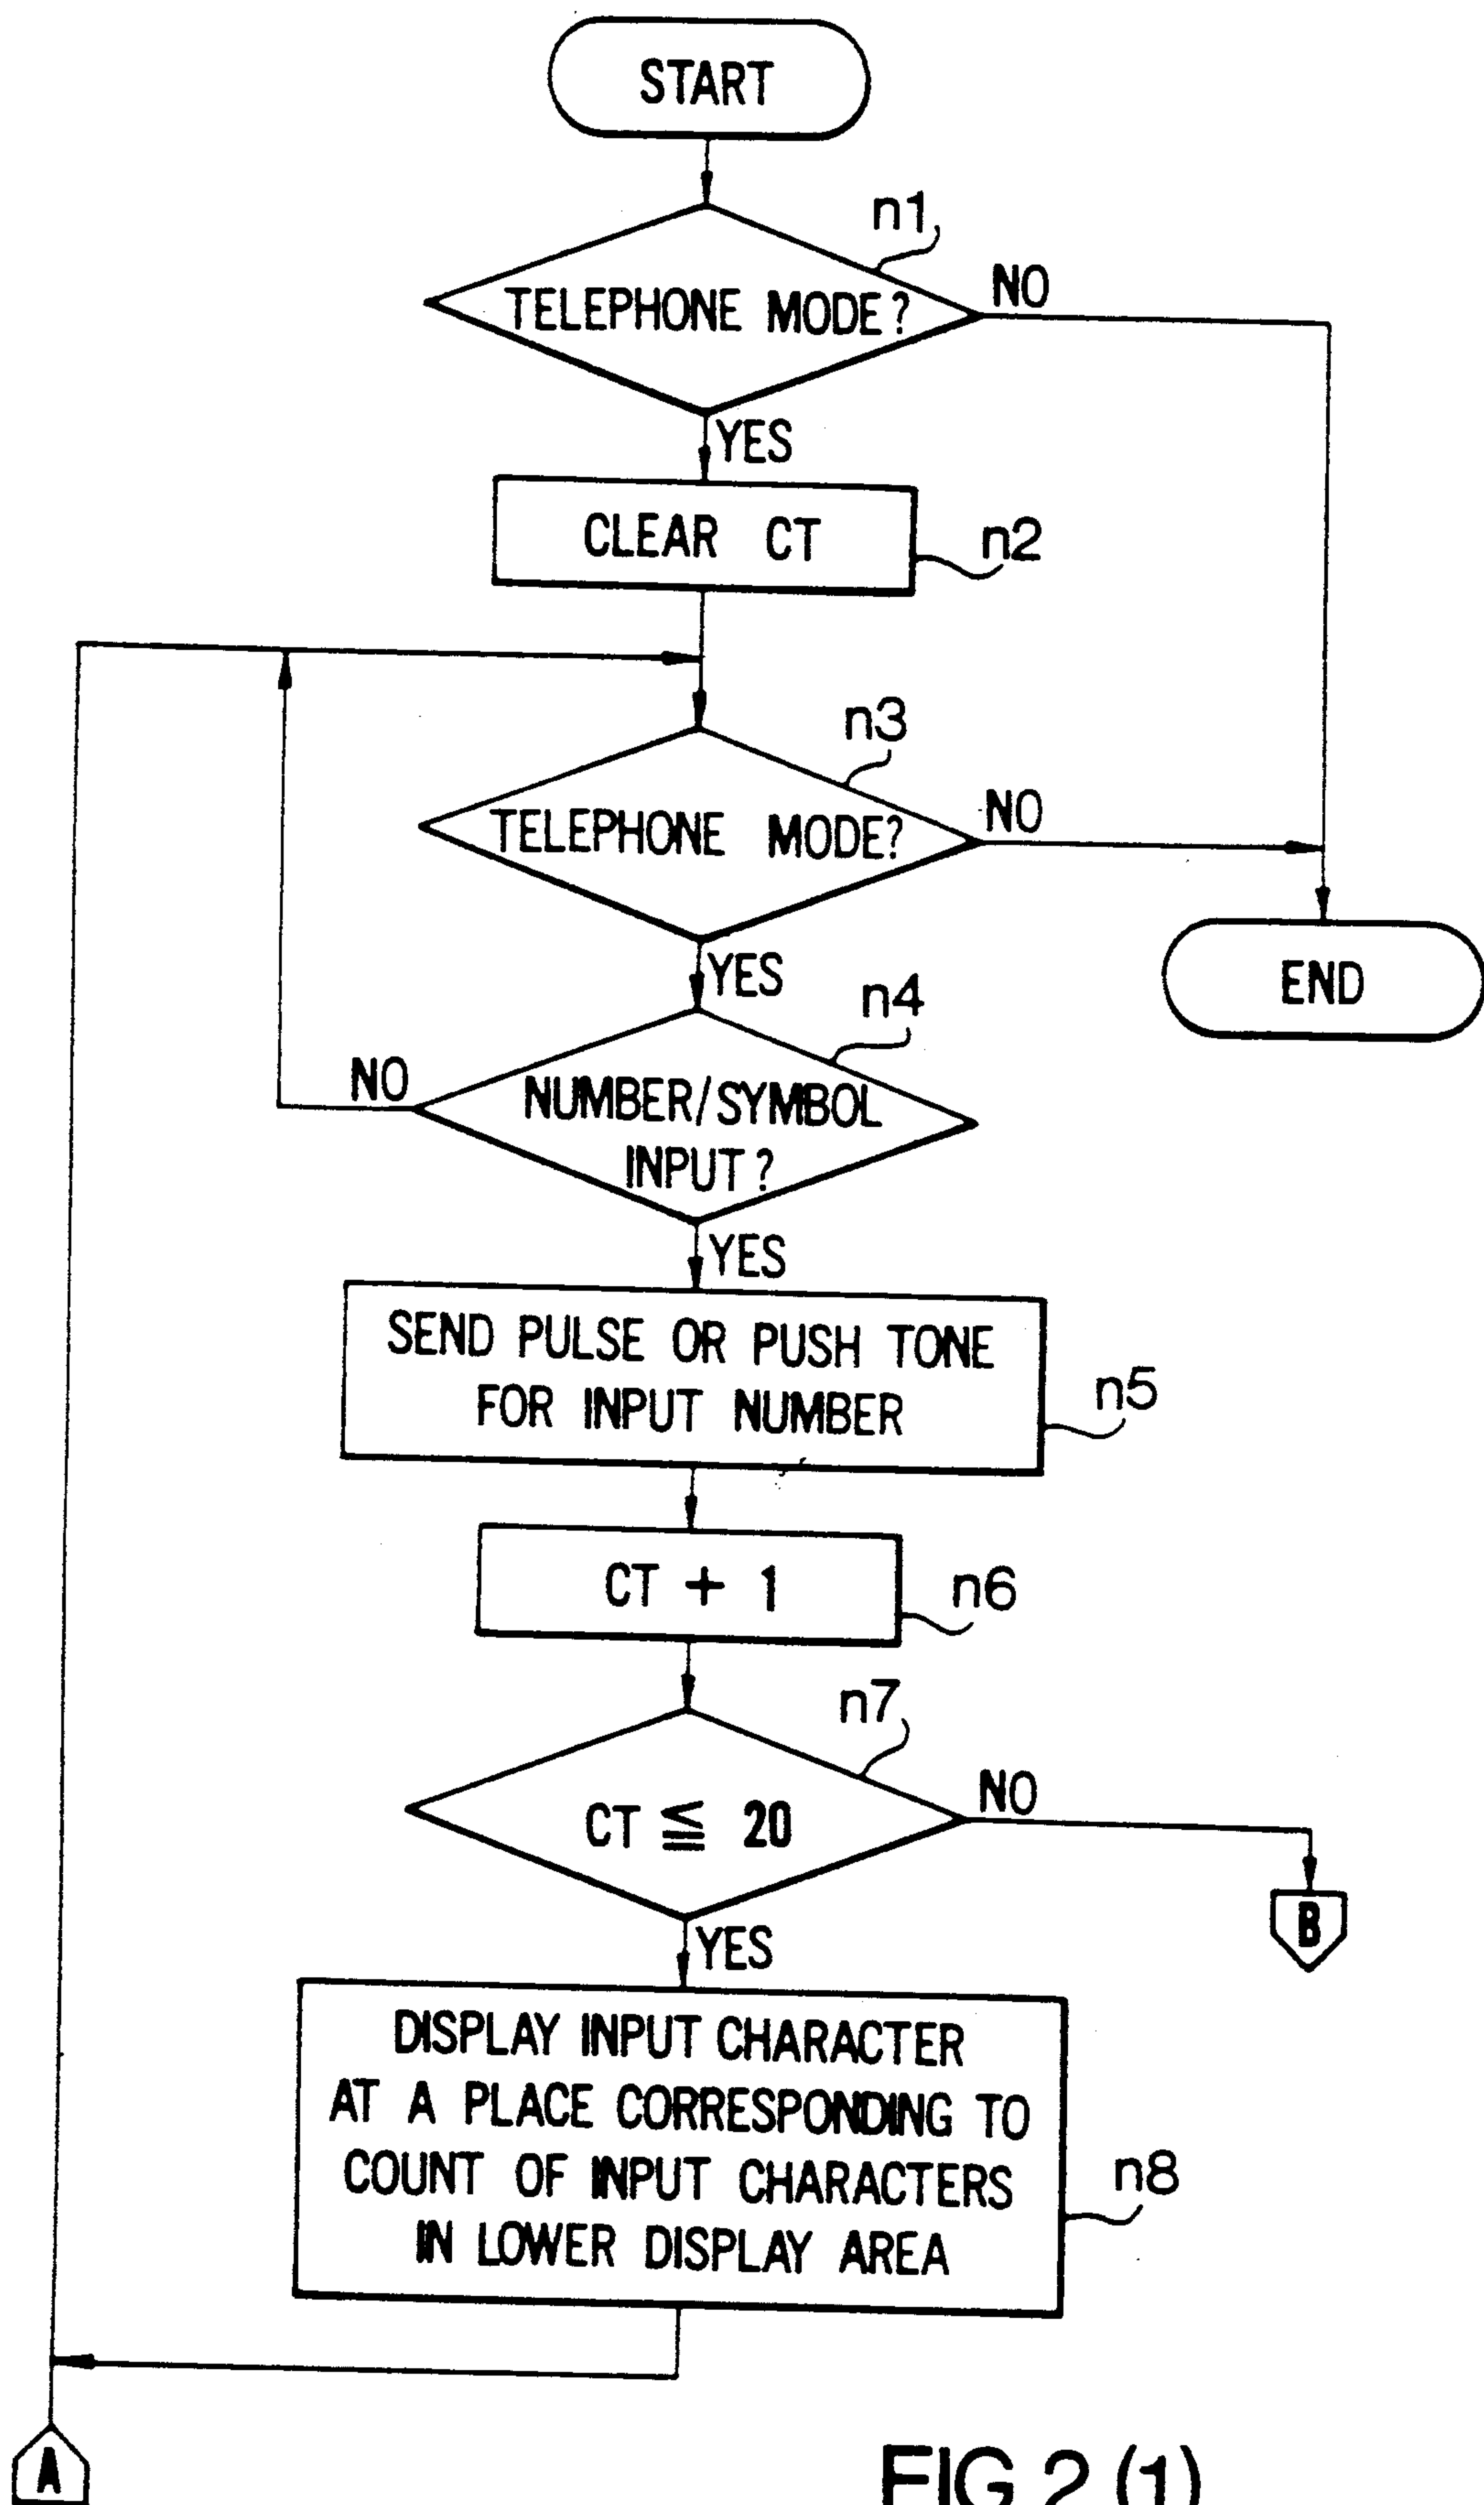 START
n1
TELEPHONE MODE?
NO
YES
CLEAR CT
n2
n3
TELEPHONE MODE?
NO
YES
END
n4
NO
NUMBER/SYMBOL
INPUT?
YES
SEND PULSE OR PUSH TONE
FOR INPUT NUMBER
n5
CT + 1
n6
n7
CT ≦ 20
NO
B
YES
DISPLAY INPUT CHARACTER
AT A PLACE CORRESPONDING TO
COUNT OF INPUT CHARACTERS
IN LOWER DISPLAY AREA
n8
A
FIG.2 (1)